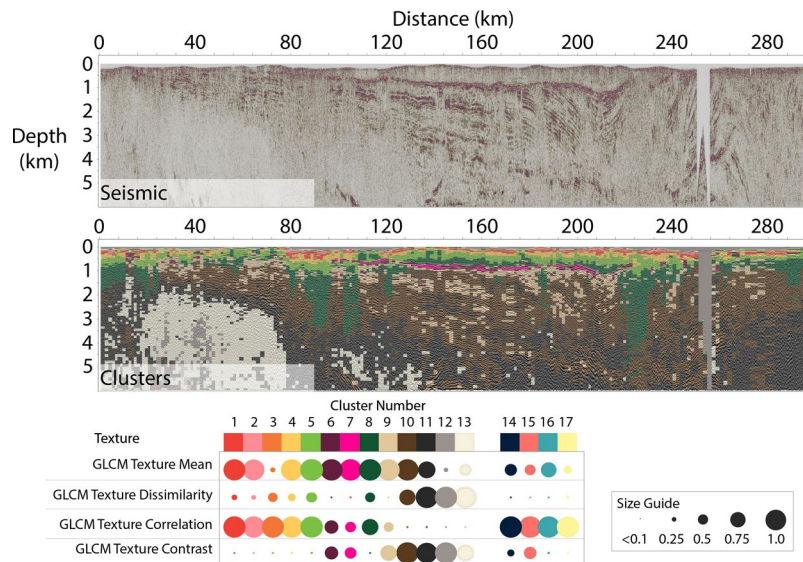 Distance (km)
0 40 80 120 160 200 240 280
0
1
2
3
4
5
Depth
(km)
Seismic
0 40 80 120 160 200 240 280
0
1
2
3
4
5
Clusters
Cluster Number
1 2 3 4 5 6 7 8 9 10 11 12 13 14 15 16 17
Texture
GLCM Texture Mean
GLCM Texture Dissimilarity
GLCM Texture Correlation
GLCM Texture Contrast
Size Guide
<0.1 0.25 0.5 0.75 1.0